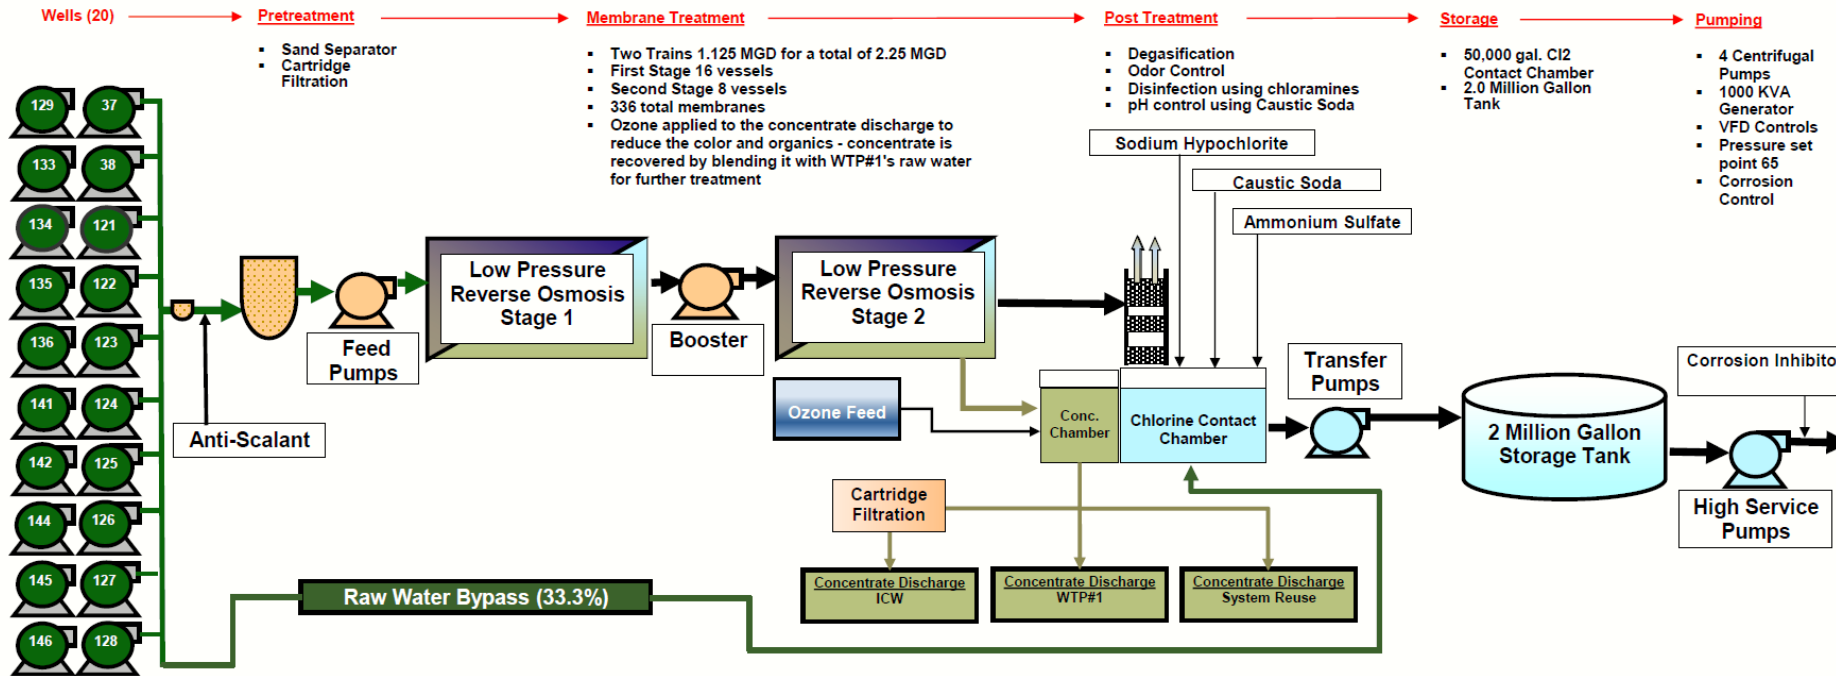 Wells (20)
Pretreatment
Membrane Treatment
Post Treatment
Storage
Pumping
▪ Sand Separator
▪ Cartridge
Filtration
▪ Two Trains 1.125 MGD for a total of 2.25 MGD
▪ First Stage 16 vessels
▪ Second Stage 8 vessels
▪ 336 total membranes
▪ Ozone applied to the concentrate discharge to
reduce the color and organics - concentrate is
recovered by blending it with WTP#1's raw water
for further treatment
▪ Degasification
▪ Odor Control
▪ Disinfection using chloramines
▪ pH control using Caustic Soda
▪ 50,000 gal. Cl2
Contact Chamber
▪ 2.0 Million Gallon
Tank
▪ 4 Centrifugal
Pumps
▪ 1000 KVA
Generator
▪ VFD Controls
▪ Pressure set
point 65
▪ Corrosion
Control
129 37
133 38
134 121
135 122
136 123
141 124
142 125
144 126
145 127
146 128
Anti-Scalant
Feed
Pumps
Low Pressure
Reverse Osmosis
Stage 1
Booster
Low Pressure
Reverse Osmosis
Stage 2
Sodium Hypochlorite
Caustic Soda
Ammonium Sulfate
Ozone Feed
Conc.
Chamber
Chlorine Contact
Chamber
Transfer
Pumps
2 Million Gallon
Storage Tank
Corrosion Inhibito
High Service
Pumps
Cartridge
Filtration
Concentrate Discharge
ICW
Concentrate Discharge
WTP#1
Concentrate Discharge
System Reuse
Raw Water Bypass (33.3%)